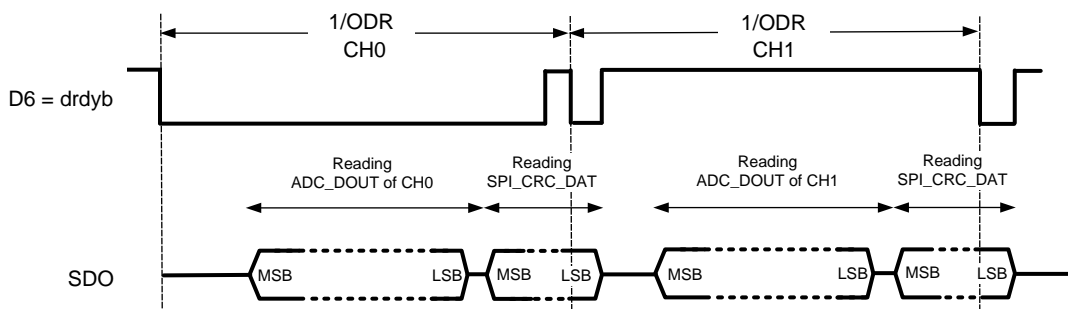 1/ODR
CH0
1/ODR
CH1
D6 = drdyb
Reading
ADC_DOUT of CH0
Reading
SPI_CRC_DAT
Reading
ADC_DOUT of CH1
Reading
SPI_CRC_DAT
SDO
MSB
LSB
MSB
LSB
MSB
LSB
MSB
LSB